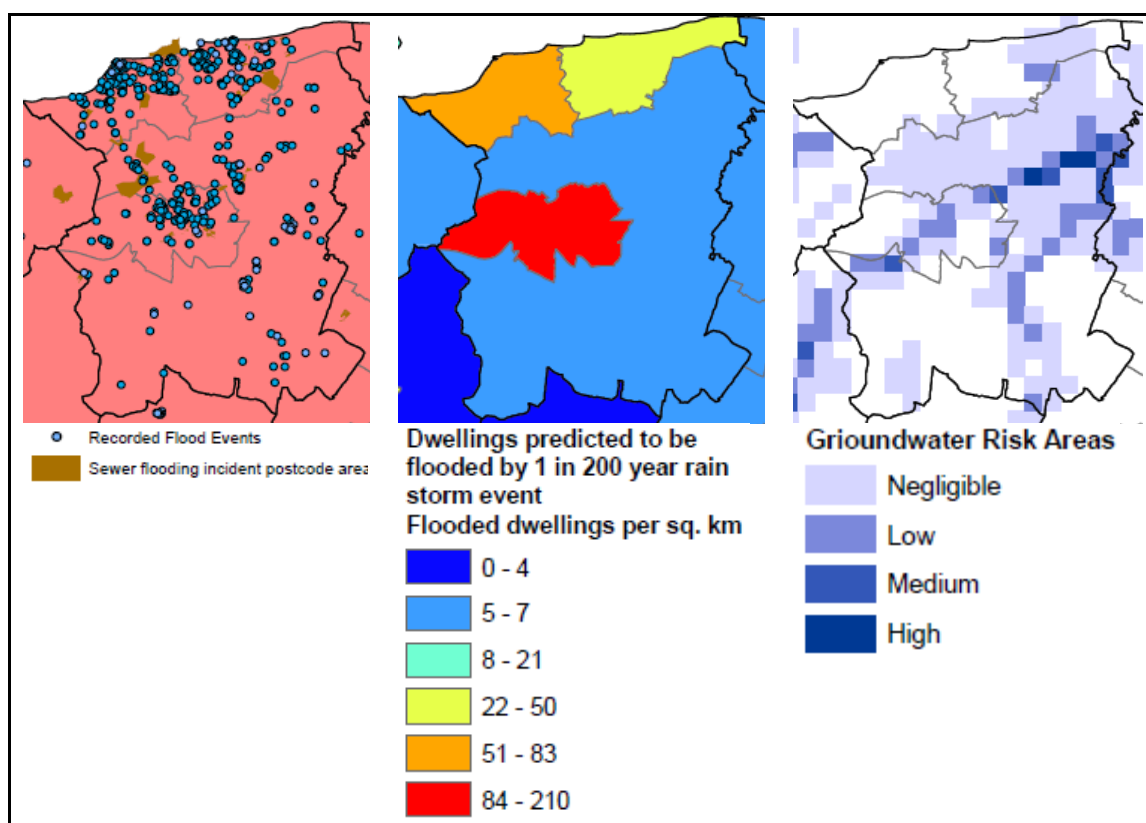 Recorded Flood Events
Sewer flooding incident postcode area
Dwellings predicted to be
flooded by 1 in 200 year rain
storm event
Flooded dwellings per sq. km
0 - 4
5 - 7
8 - 21
22 - 50
51 - 83
84 - 210
Grioundwater Risk Areas
Negligible
Low
Medium
High